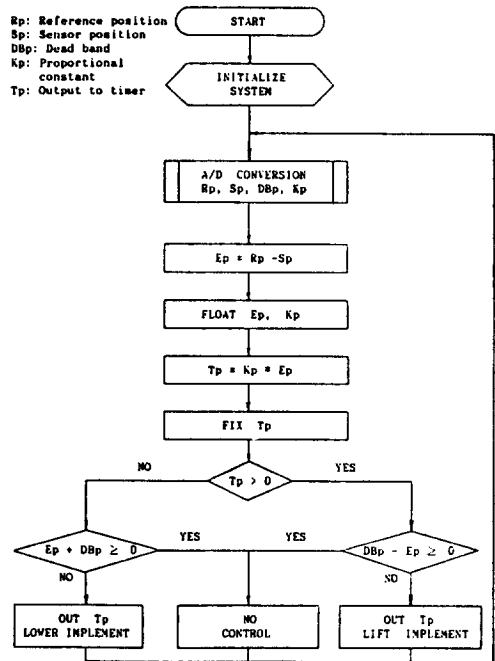 Rp: Reference position
Sp: Sensor position
DBp: Dead band
Kp: Proportional
constant
Tp: Output to timer
START
INITIALIZE
SYSTEM
A/D CONVERSION
Rp, Sp, DBp, Kp
Ep = Rp -Sp
FLOAT Ep, Kp
Tp = Kp * Ep
FIX Tp
NO
Tp > 0
YES
Ep + DBp ≥ 0
YES
YES
DBp - Ep ≥ 0
NO
NO
OUT Tp
LOWER IMPLEMENT
NO
CONTROL
OUT Tp
LIFT IMPLEMENT